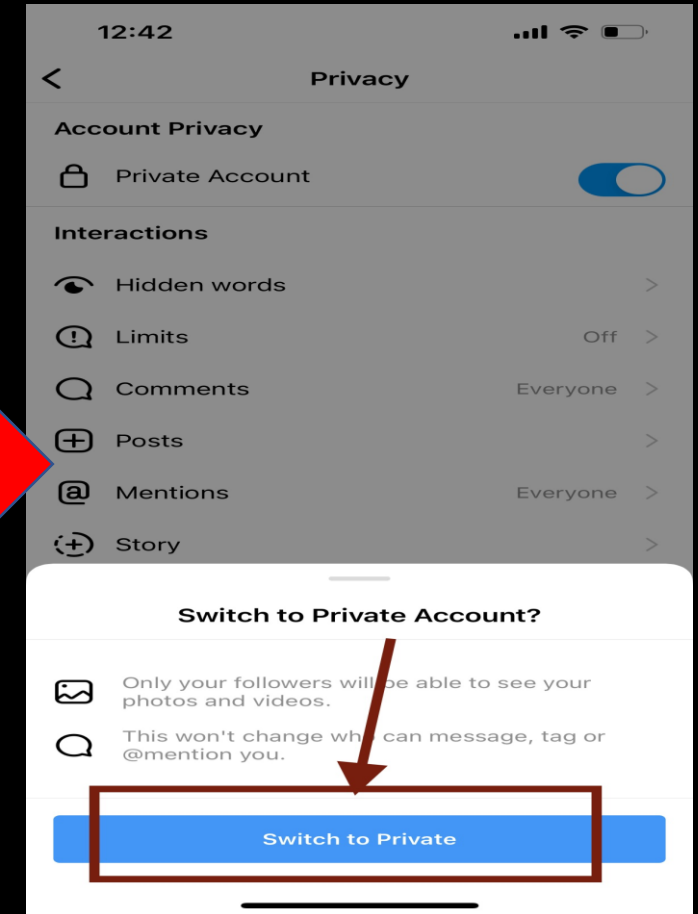 12:42
Privacy
Account Privacy
Private Account
Interactions
Hidden words
Limits Off
Comments Everyone
Posts
Mentions Everyone
Story
Switch to Private Account?
Only your followers will be able to see your
photos and videos.
This won't change who can message, tag or
@mention you.
Switch to Private